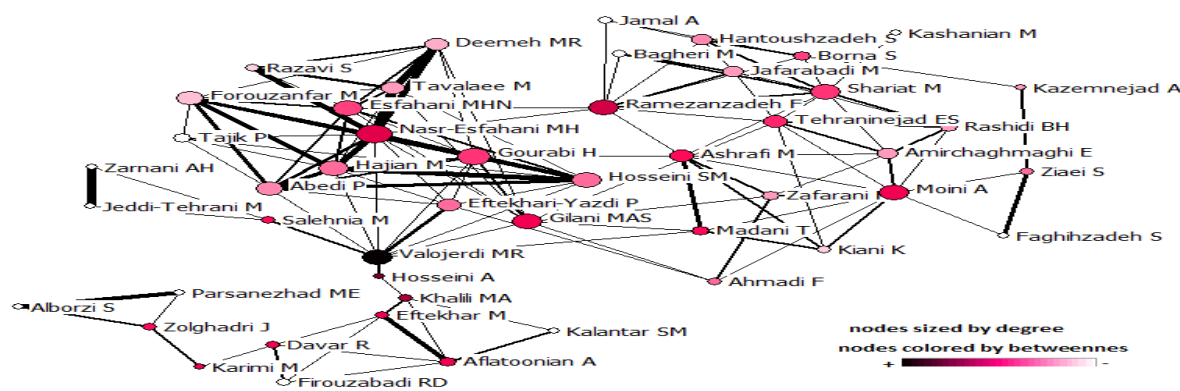 Jamal A
Deemeh MR
Hantoushzadeh S
Kashanian M
Bagheri M
Borna S
Razavi S
Jafarabadi M
Tavalaee M
Forouzanfar M
Shariat M
Kazemnejad A
Esfahani MHN
Ramezanzadeh F
Tehraninejad ES
Rashidi BH
Tajik P
Nasr-Esfahani MH
Gourabi H
Ashrafi M
Amirchaghmaghi E
Zarnani AH
Hajian M
Hosseini SM
Ziaei S
Abedi P
Zafarani
Moini A
Jeddi-Tehrani M
Eftekhari-Yazdi P
Salehnia M
Gilani MAS
Madani T
Faghihzadeh S
Kiani K
Valojerdi MR
Hosseini A
Ahmadi F
Parsanezhad ME
Khalili MA
Alborzi S
Eftekhar M
Zolghadri J
Kalantar SM
nodes sized by degree
Davar R
nodes colored by betweennes
Karimi M
Aflatoonian A
+ -
Firouzabadi RD